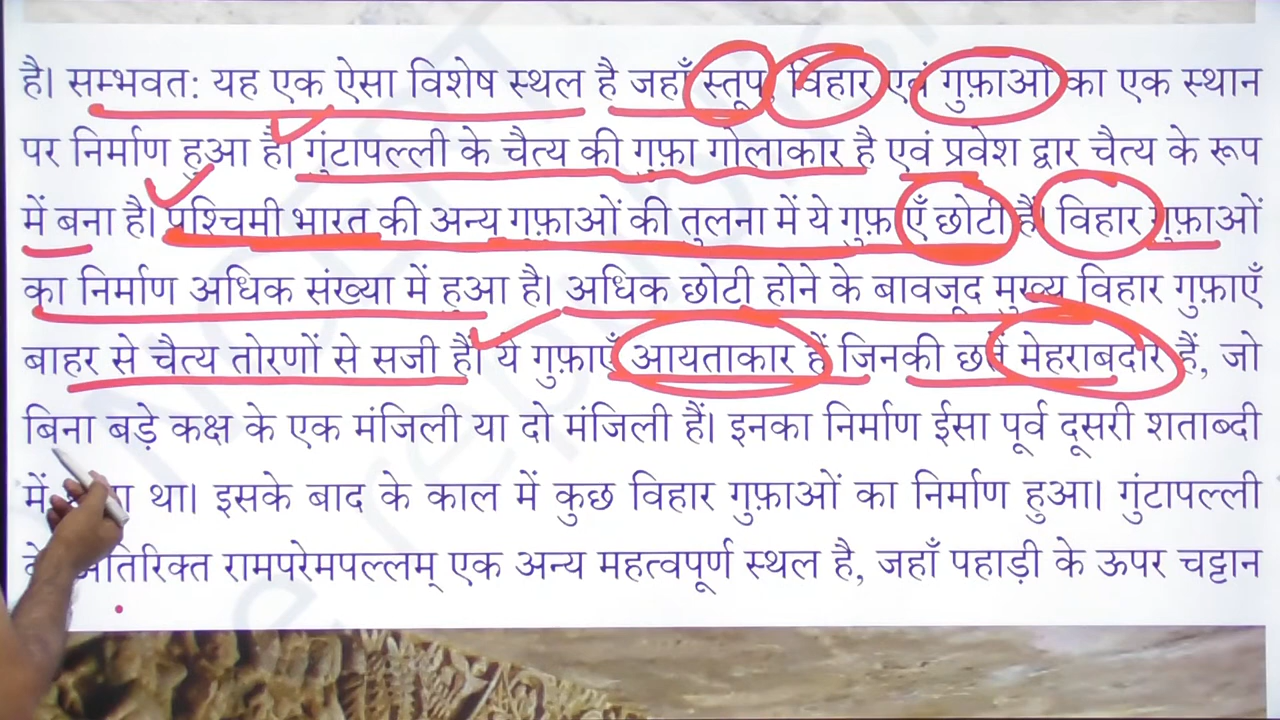 है। सम्भवत: यह एक ऐसा विशेष स्थल है जहाँ स्तूप, विहार एवं गुफ़ाओं का एक स्थान
पर निर्माण हुआ है। गुंटापल्ली के चैत्य की गुफ़ा गोलाकार है एवं प्रवेश द्वार चैत्य के रूप
में बना है। पश्चिमी भारत की अन्य गुफ़ाओं की तुलना में ये गुफ़ाएँ छोटी हैं। विहार गुफ़ाओं
का निर्माण अधिक संख्या में हुआ है। अधिक छोटी होने के बावजूद मुख्य विहार गुफ़ाएँ
बाहर से चैत्य तोरणों से सजी हैं। ये गुफ़ाएँ आयताकार हैं जिनकी छतें मेहराबदार हैं, जो
बिना बड़े कक्ष के एक मंजिली या दो मंजिली हैं। इनका निर्माण ईसा पूर्व दूसरी शताब्दी
में था। इसके बाद के काल में कुछ विहार गुफ़ाओं का निर्माण हुआ। गुंटापल्ली
अतिरिक्त रामपरेमपल्लम् एक अन्य महत्वपूर्ण स्थल है, जहाँ पहाड़ी के ऊपर चट्टान